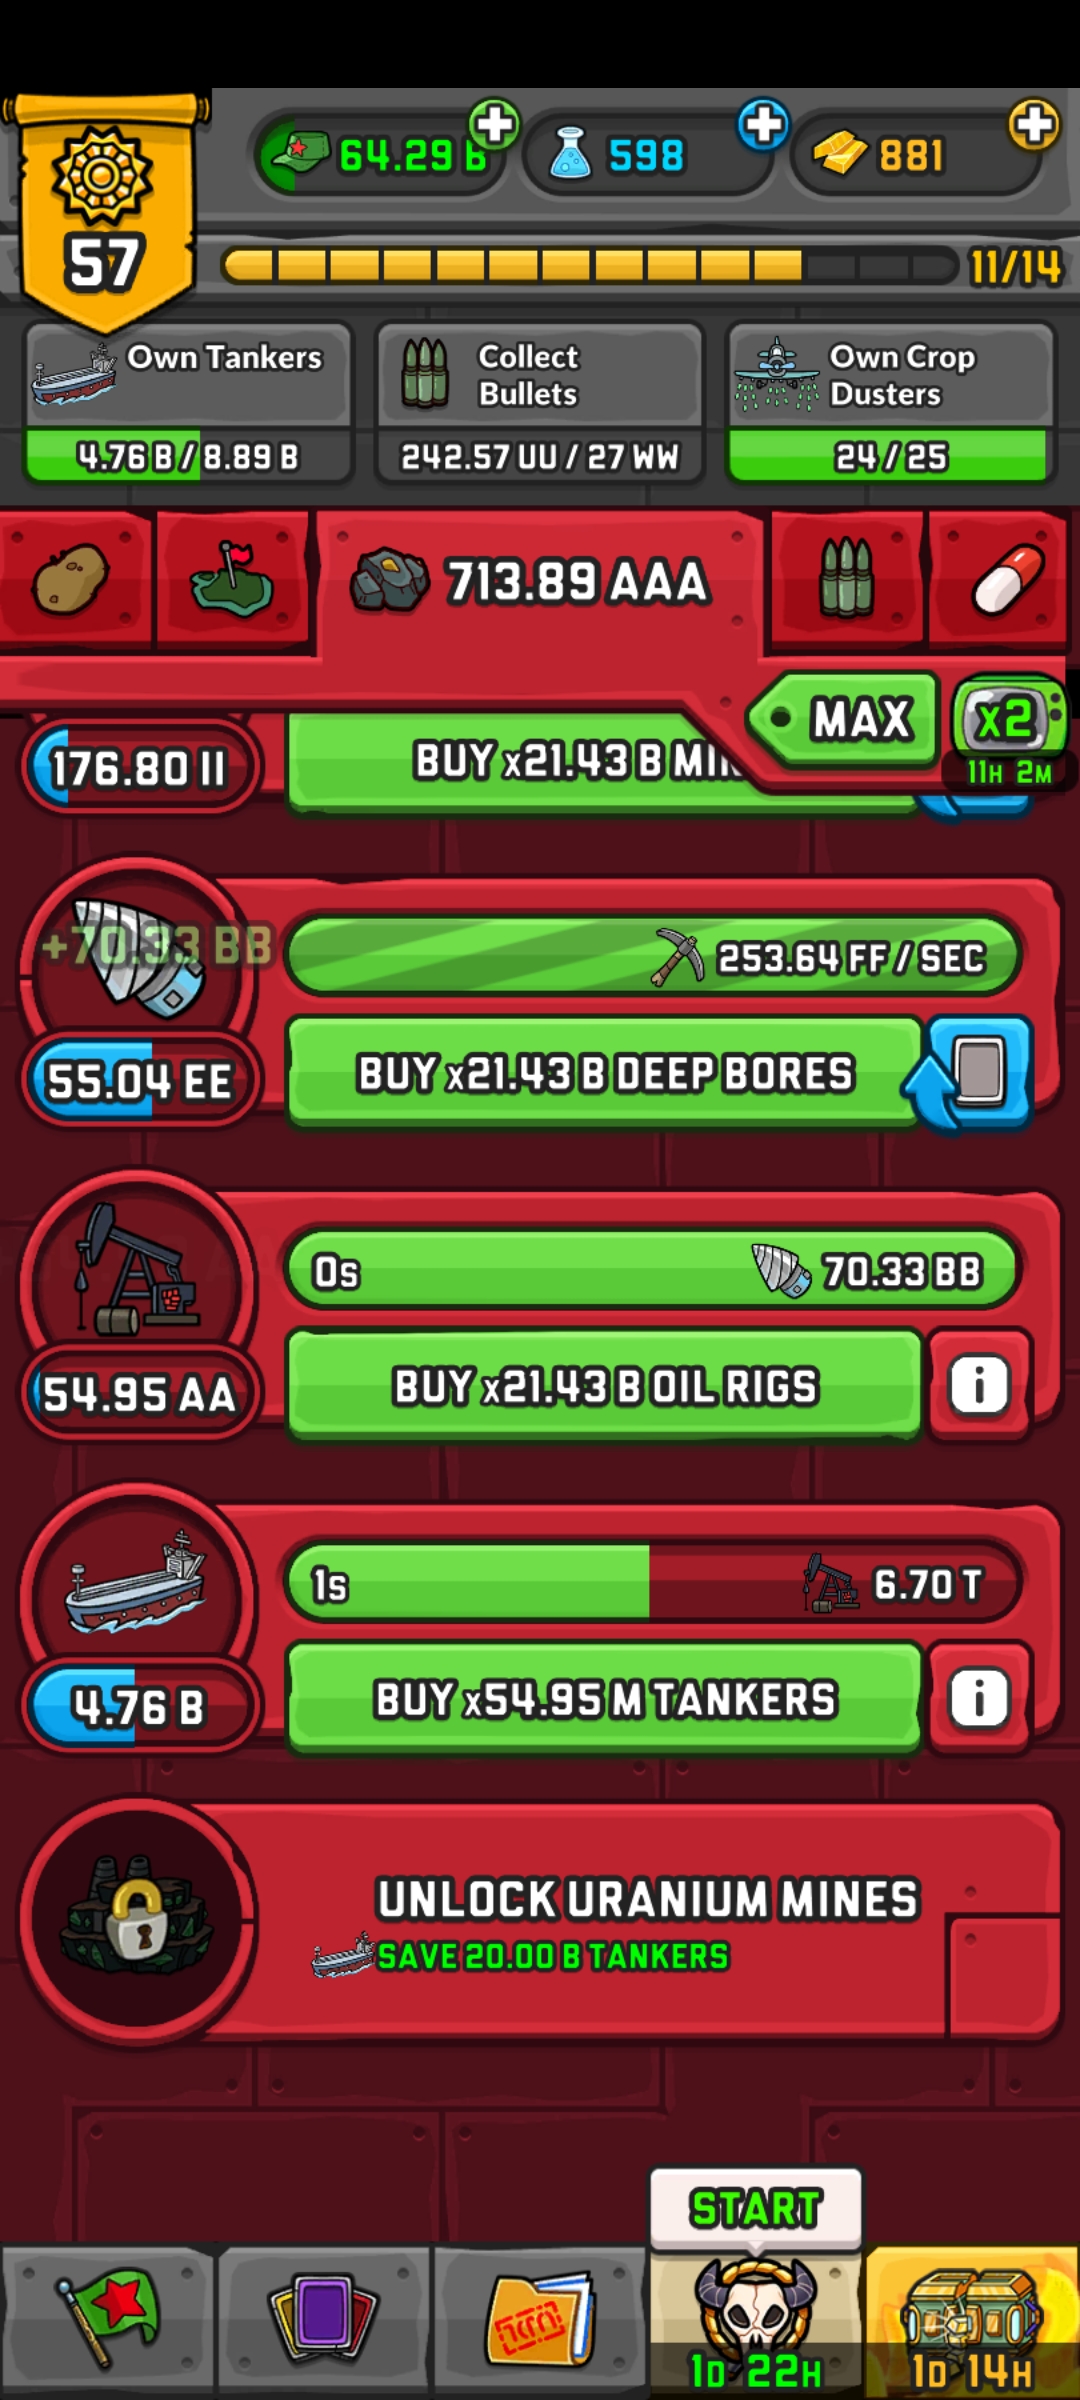 64.29 B
598
881
57
11/14
Own Tankers
4.76 B / 8.89 B
Collect
Bullets
242.57 UU / 27 WW
Own Crop
Dusters
24 / 25
713.89 AAA
MAX
x2
11H 2M
176.80 II
BUY x21.43 B
+70.33 BB
253.64 FF / SEC
55.04 EE
BUY x21.43 B DEEP BORES
0s
70.33 BB
54.95 AA
BUY x21.43 B OIL RIGS
i
1s
6.70 T
4.76 B
BUY x54.95 M TANKERS
i
UNLOCK URANIUM MINES
SAVE 20.00 B TANKERS
START
1D 22H
1D 14H